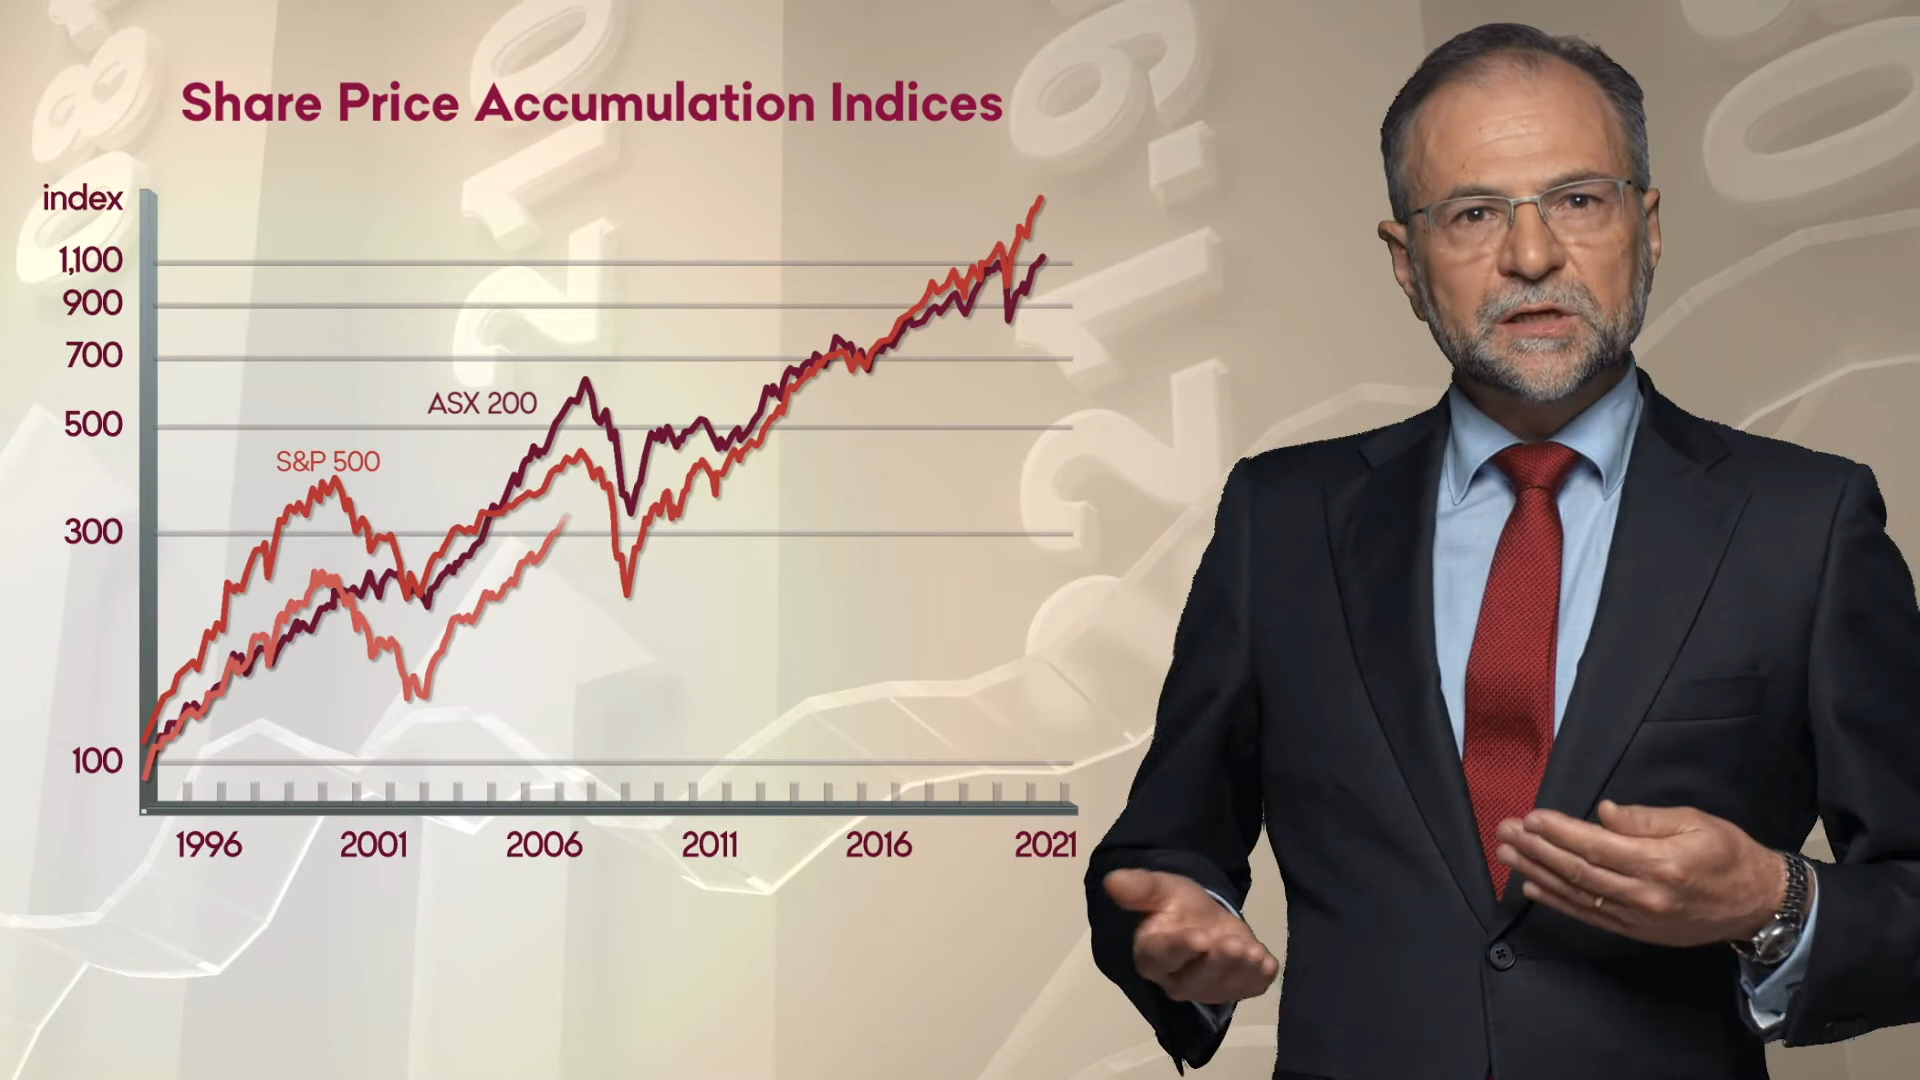 Share Price Accumulation Indices
index
1,100
900
700
500
300
100
ASX 200
S&P 500
1996 2001 2006 2011 2016 2021